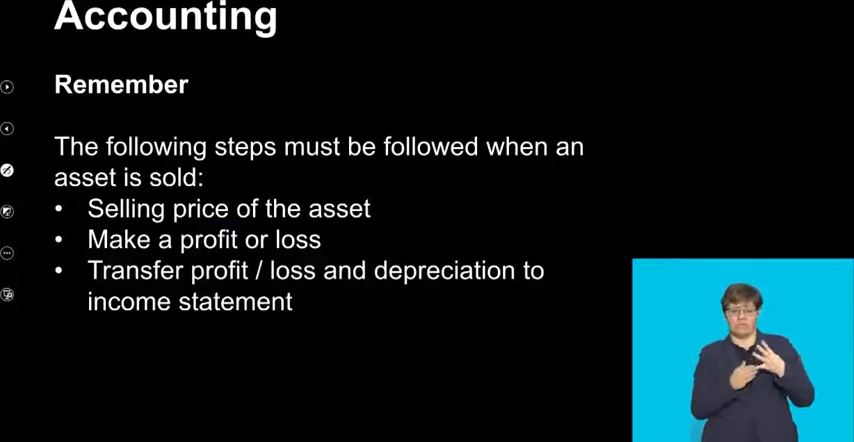 Accounting
Remember
The following steps must be followed when an
asset is sold:
• Selling price of the asset
• Make a profit or loss
• Transfer profit / loss and depreciation to
income statement